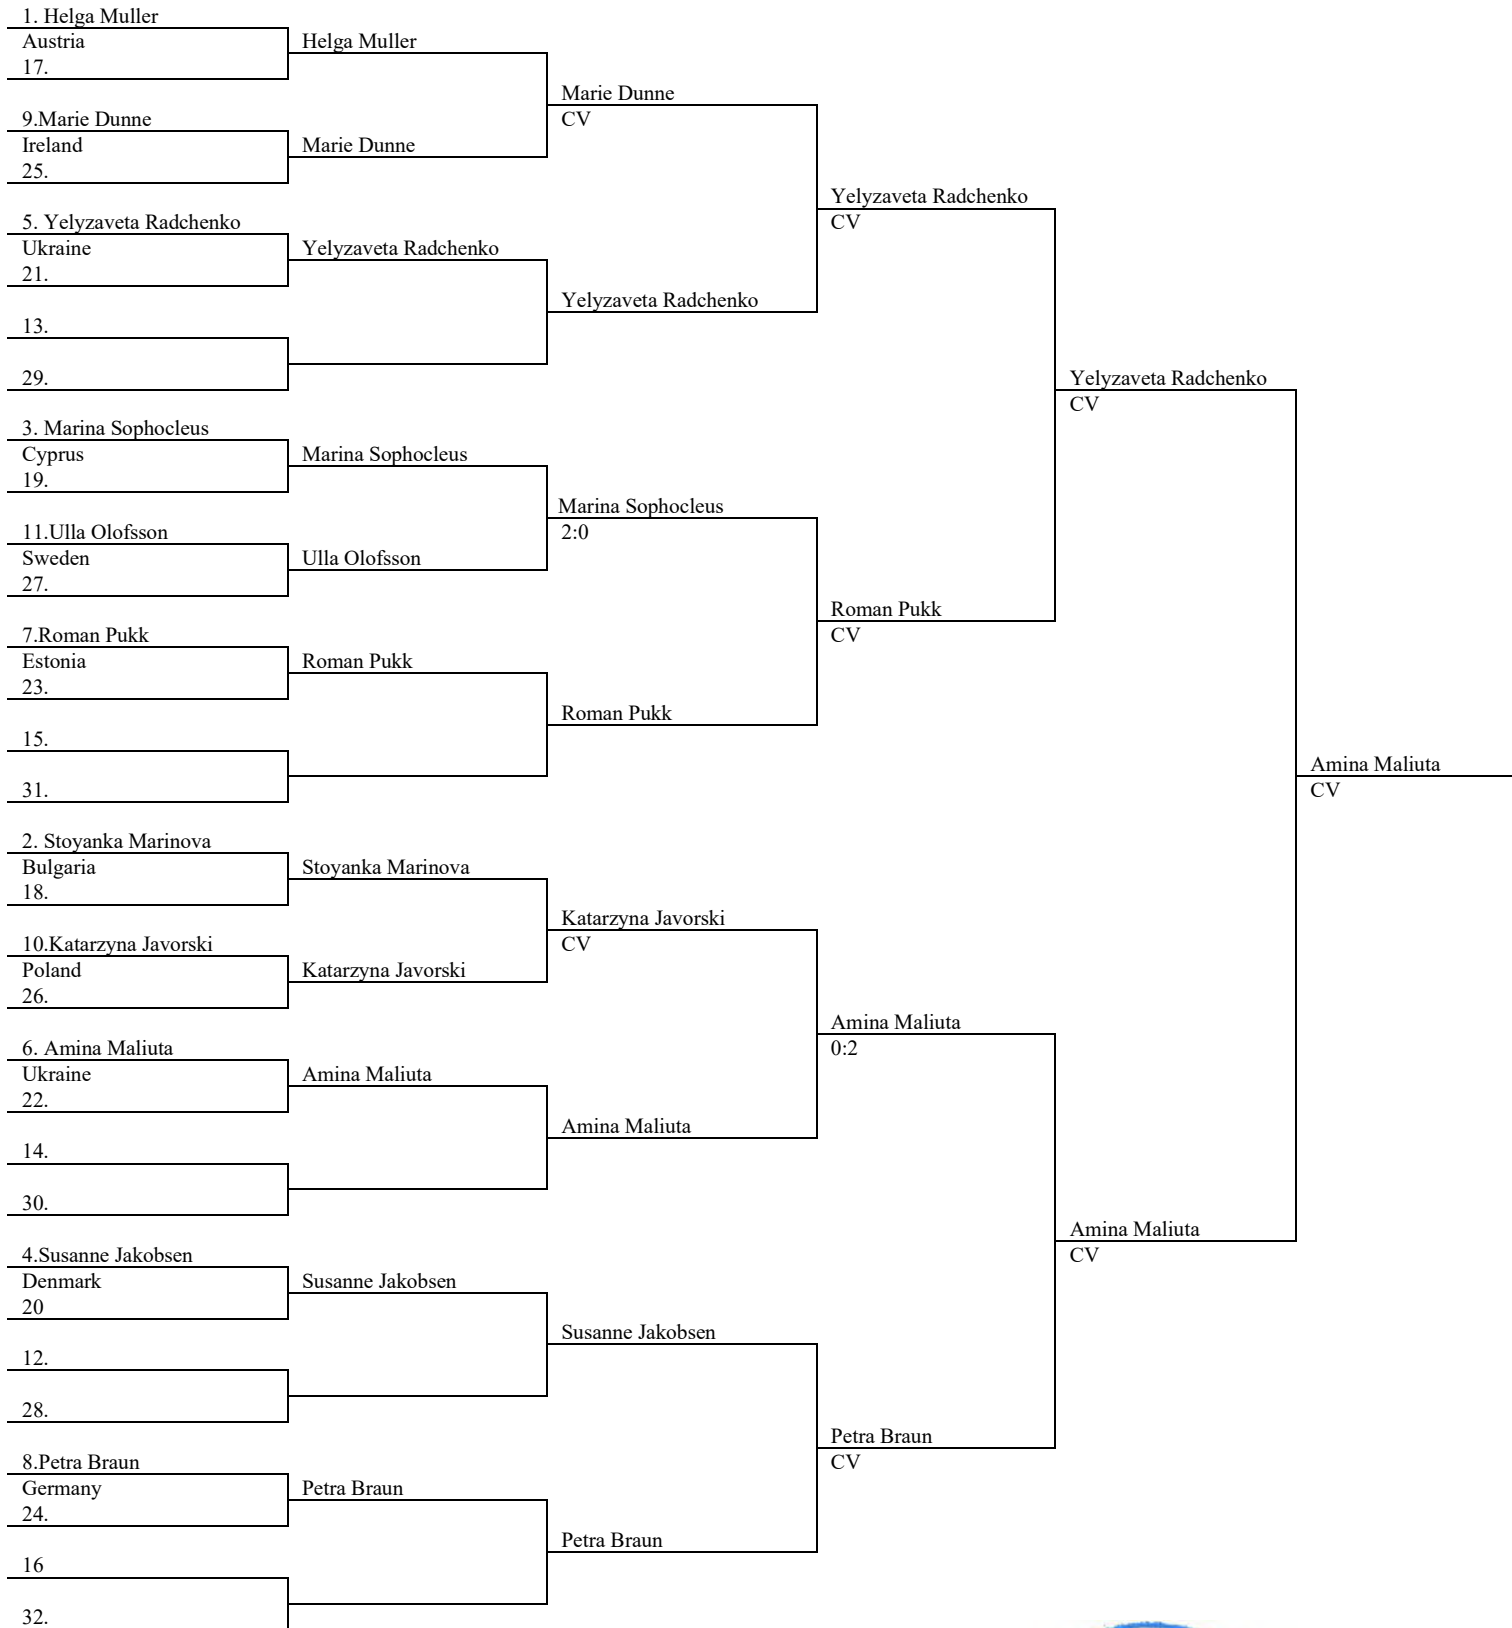 1. Helga Muller
Austria
17.
9.Marie Dunne
Ireland
25.
5. Yelyzaveta Radchenko
Ukraine
21.
13.
29.
3. Marina Sophocleus
Cyprus
19.
11.Ulla Olofsson
Sweden
27.
7.Roman Pukk
Estonia
23.
15.
31.
2. Stoyanka Marinova
Bulgaria
18.
10.Katarzyna Javorski
Poland
26.
6. Amina Maliuta
Ukraine
22.
14.
30.
4.Susanne Jakobsen
Denmark
20
12.
28.
8.Petra Braun
Germany
24.
16
32.
Helga Muller
Marie Dunne
Yelyzaveta Radchenko
Marina Sophocleus
Ulla Olofsson
Roman Pukk
Stoyanka Marinova
Katarzyna Javorski
Amina Maliuta
Susanne Jakobsen
Petra Braun
Marie Dunne
CV
Yelyzaveta Radchenko
Marina Sophocleus
2:0
Roman Pukk
Katarzyna Javorski
CV
Amina Maliuta
Susanne Jakobsen
Petra Braun
Yelyzaveta Radchenko
CV
Roman Pukk
CV
Amina Maliuta
0:2
Petra Braun
CV
Yelyzaveta Radchenko
CV
Amina Maliuta
CV
Amina Maliuta
CV